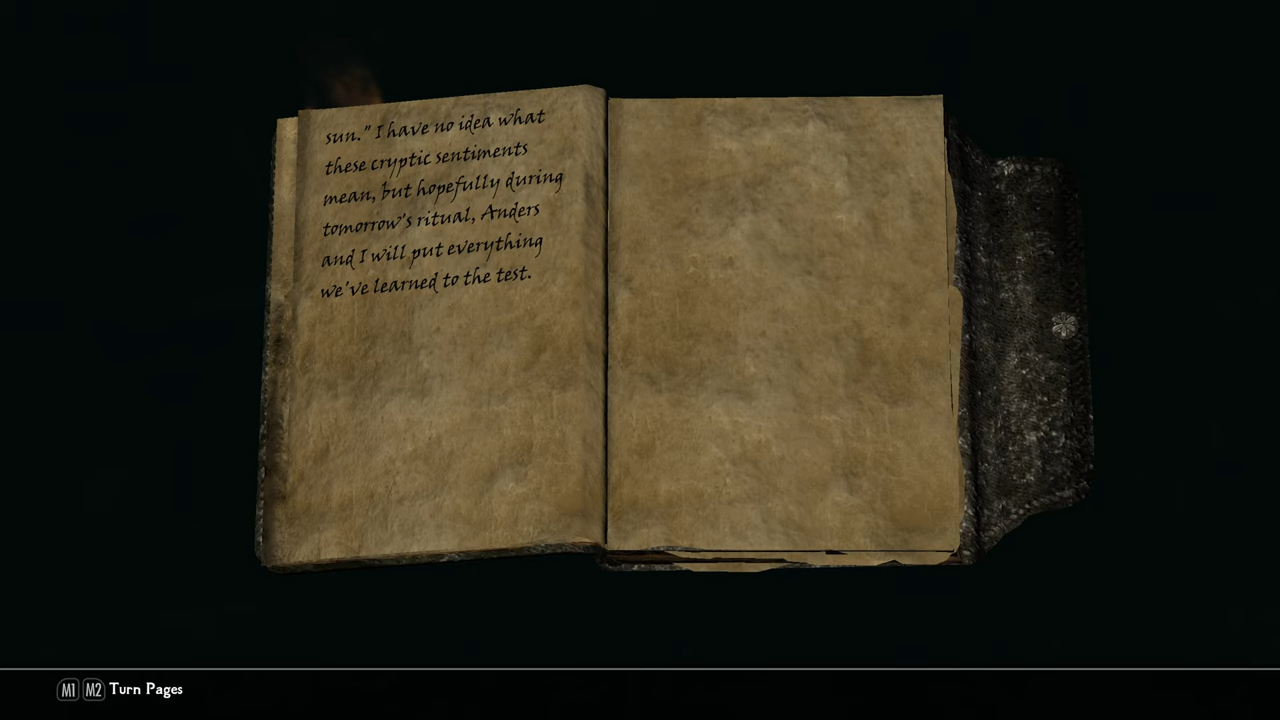 sun." I have no idea what
these cryptic sentiments
mean, but hopefully during
tomorrow's ritual, Anders
and I will put everything
we've learned to the test.
M1 M2 Turn Pages